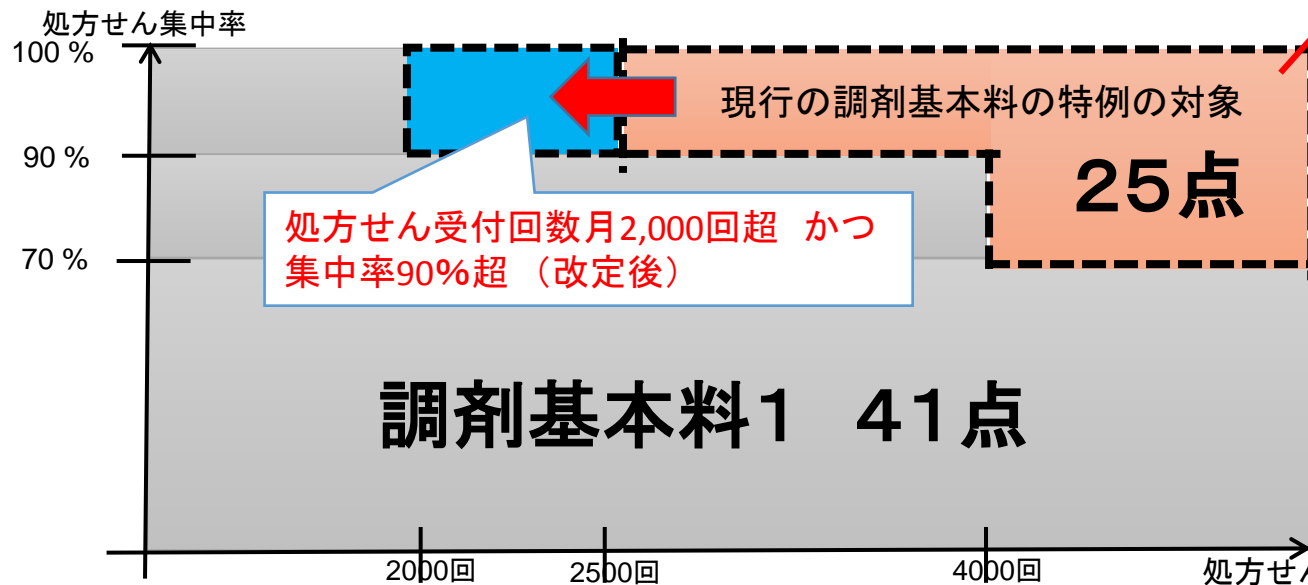 処方せん集中率
100 %
現行の調剤基本料の特例の対象
90 %
25点
処方せん受付回数月2,000回超 かつ
集中率90%超 （改定後）
70 %
調剤基本料1 41点
2000回
2500回
4000回
処方せん